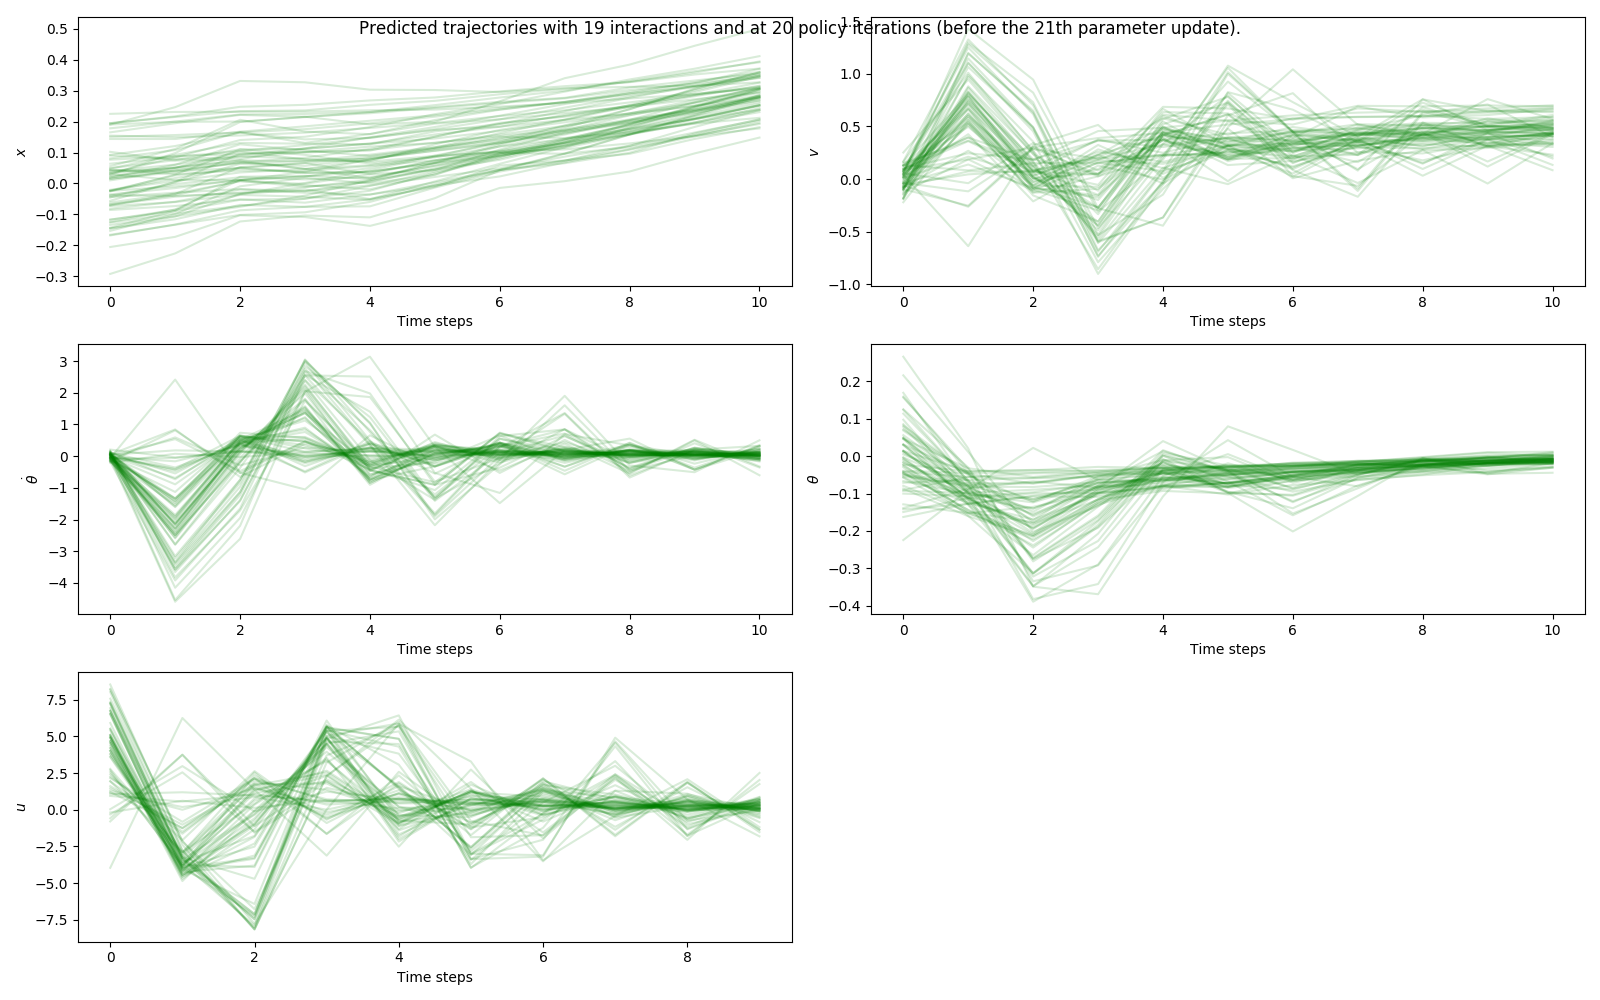 Predicted trajectories with 19 interactions and at 20 policy iterations (before the 21th parameter update).
0.5
0.4
0.3
0.2
0.1
0.0
−0.1
−0.2
−0.3
x
0 2 4 6 8 10
Time steps
1.5
1.0
0.5
0.0
−0.5
−1.0
v
0 2 4 6 8 10
Time steps
3
2
1
0
−1
−2
−3
−4
θ̇
0 2 4 6 8 10
Time steps
0.2
0.1
0.0
−0.1
−0.2
−0.3
−0.4
θ
0 2 4 6 8 10
Time steps
7.5
5.0
2.5
0.0
−2.5
−5.0
−7.5
u
0 2 4 6 8
Time steps